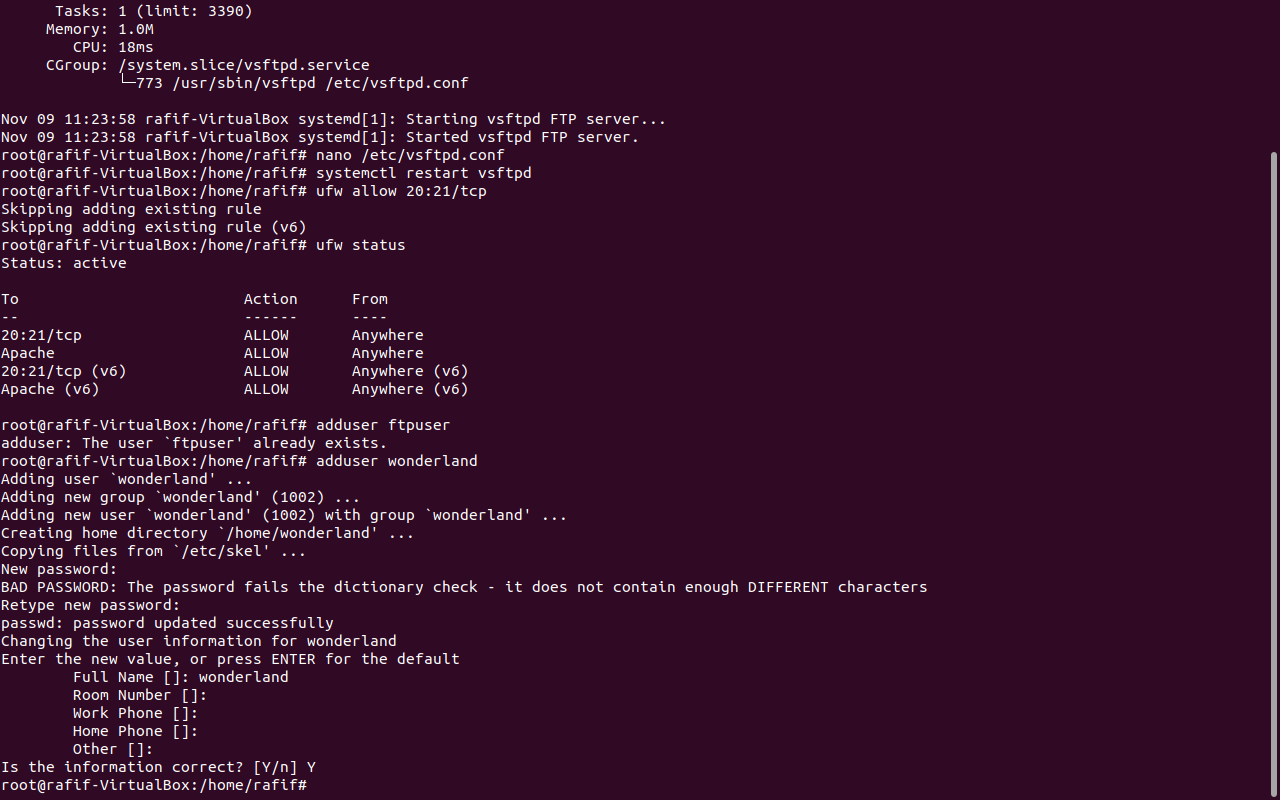 Tasks: 1 (limit: 3390)
     Memory: 1.0M
        CPU: 18ms
     CGroup: /system.slice/vsftpd.service
             └─773 /usr/sbin/vsftpd /etc/vsftpd.conf

Nov 09 11:23:58 rafif-VirtualBox systemd[1]: Starting vsftpd FTP server...
Nov 09 11:23:58 rafif-VirtualBox systemd[1]: Started vsftpd FTP server.
root@rafif-VirtualBox:/home/rafif# nano /etc/vsftpd.conf
root@rafif-VirtualBox:/home/rafif# systemctl restart vsftpd
root@rafif-VirtualBox:/home/rafif# ufw allow 20:21/tcp
Skipping adding existing rule
Skipping adding existing rule (v6)
root@rafif-VirtualBox:/home/rafif# ufw status
Status: active

To                         Action      From
--                         ------      ----
20:21/tcp                  ALLOW       Anywhere
Apache                     ALLOW       Anywhere
20:21/tcp (v6)             ALLOW       Anywhere (v6)
Apache (v6)                ALLOW       Anywhere (v6)

root@rafif-VirtualBox:/home/rafif# adduser ftpuser
adduser: The user `ftpuser' already exists.
root@rafif-VirtualBox:/home/rafif# adduser wonderland
Adding user `wonderland' ...
Adding new group `wonderland' (1002) ...
Adding new user `wonderland' (1002) with group `wonderland' ...
Creating home directory `/home/wonderland' ...
Copying files from `/etc/skel' ...
New password:
BAD PASSWORD: The password fails the dictionary check - it does not contain enough DIFFERENT characters
Retype new password:
passwd: password updated successfully
Changing the user information for wonderland
Enter the new value, or press ENTER for the default
        Full Name []: wonderland
        Room Number []:
        Work Phone []:
        Home Phone []:
        Other []:
Is the information correct? [Y/n] Y
root@rafif-VirtualBox:/home/rafif#